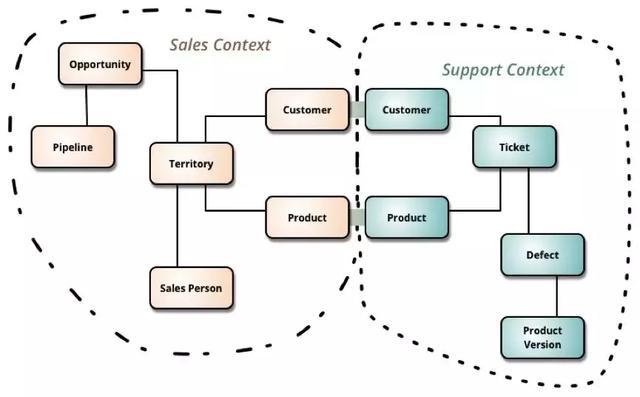 Sales Context
Support Context
Opportunity
Pipeline
Territory
Sales Person
Customer
Product
Customer
Product
Ticket
Defect
Product
Version